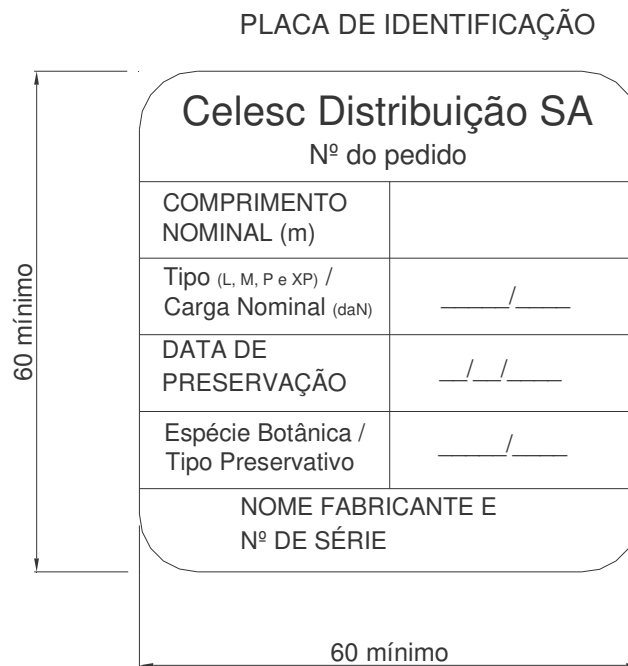 PLACA DE IDENTIFICAÇÃO
Celesc Distribuição SA
Nº do pedido
COMPRIMENTO
NOMINAL (m)
Tipo (L, M, P e XP) /
Carga Nominal (daN)
_____/____
DATA DE
PRESERVAÇÃO
__/__/____
Espécie Botânica /
Tipo Preservativo
_____/____
NOME FABRICANTE E
Nº DE SÉRIE
60 mínimo
60 mínimo